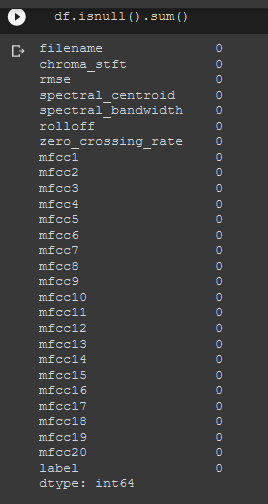 df.isnull().sum()
filename 0
chroma_stft 0
rmse 0
spectral_centroid 0
spectral_bandwidth 0
rolloff 0
zero_crossing_rate 0
mfcc1 0
mfcc2 0
mfcc3 0
mfcc4 0
mfcc5 0
mfcc6 0
mfcc7 0
mfcc8 0
mfcc9 0
mfcc10 0
mfcc11 0
mfcc12 0
mfcc13 0
mfcc14 0
mfcc15 0
mfcc16 0
mfcc17 0
mfcc18 0
mfcc19 0
mfcc20 0
label 0
dtype: int64